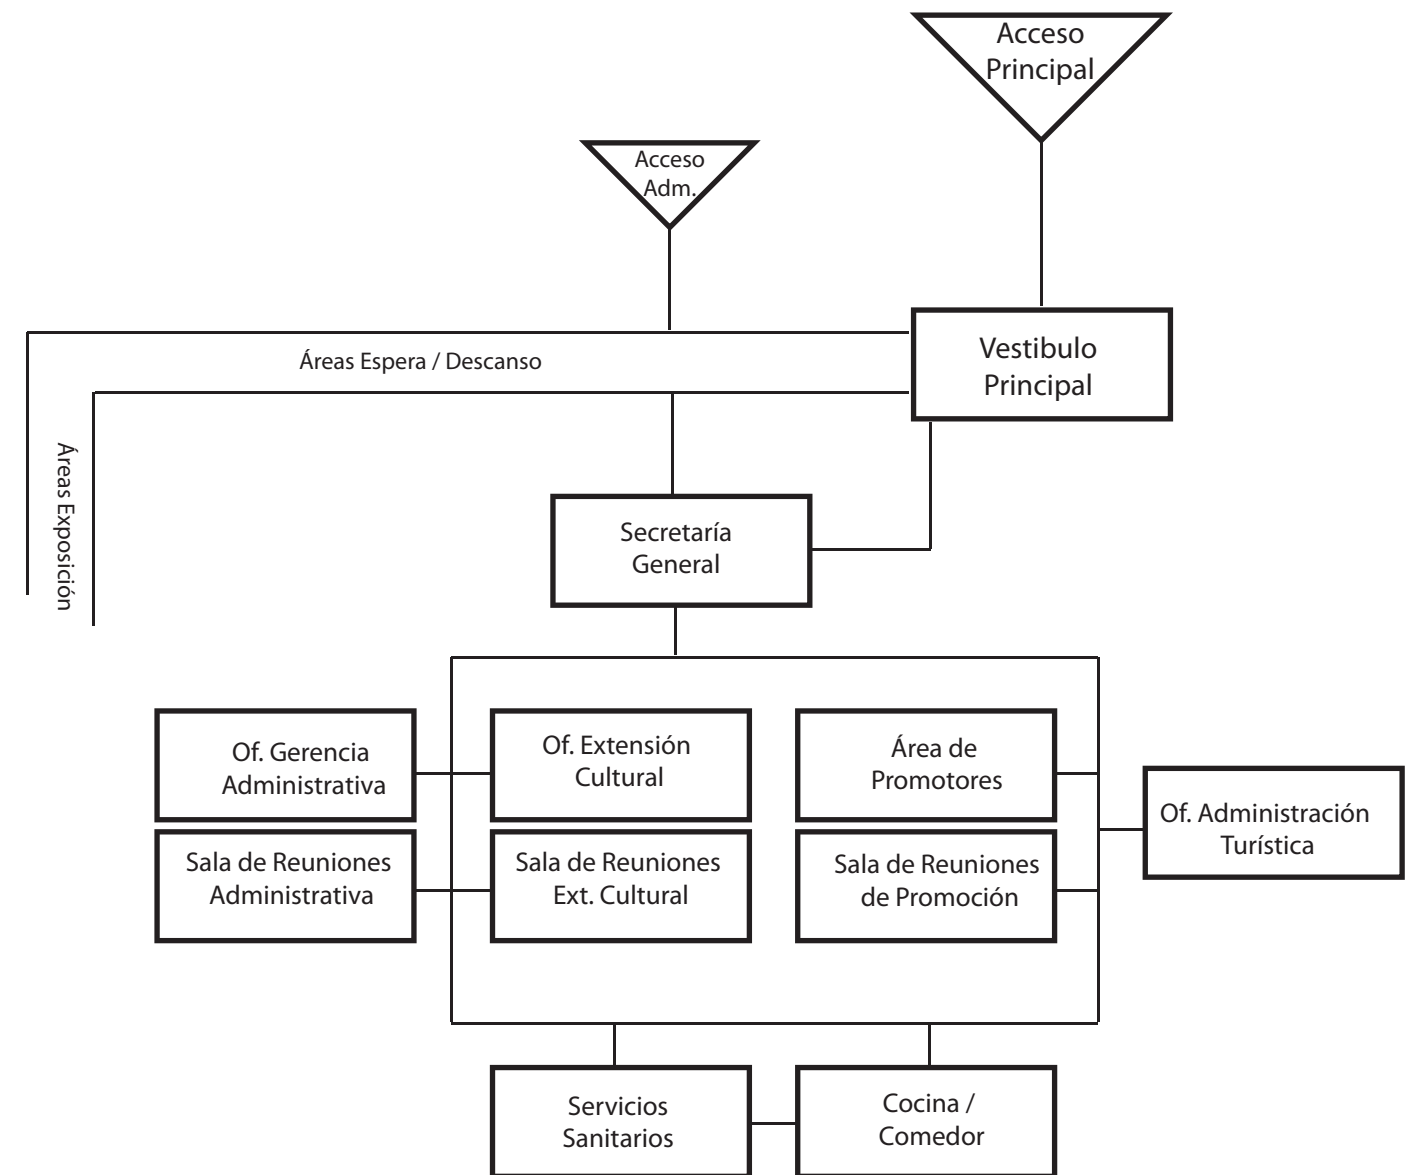 Acceso
Principal
Acceso
Adm.
Vestibulo
Principal
Áreas Espera / Descanso
Áreas Exposición
Secretaría
General
Of. Gerencia
Administrativa
Of. Extensión
Cultural
Área de
Promotores
Of. Administración
Turística
Sala de Reuniones
Administrativa
Sala de Reuniones
Ext. Cultural
Sala de Reuniones
de Promoción
Servicios
Sanitarios
Cocina /
Comedor